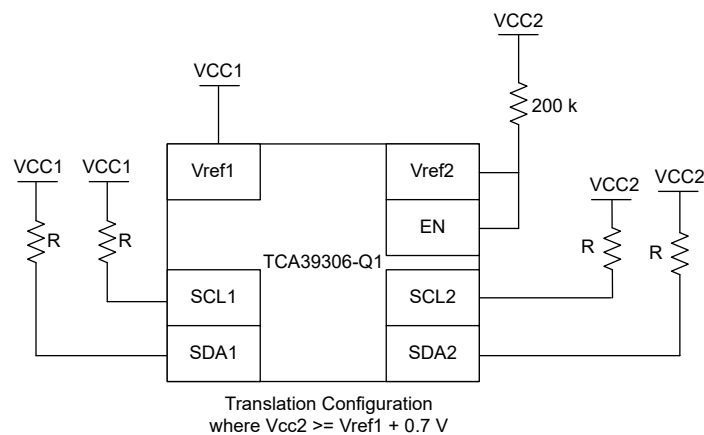 VCC2
VCC1
200 k
VCC1 VCC1
Vref1
Vref2
VCC2
VCC2
EN
R
R
R
R
TCA39306-Q1
SCL1
SCL2
SDA1
SDA2
Translation Configuration
where Vcc2 >= Vref1 + 0.7 V